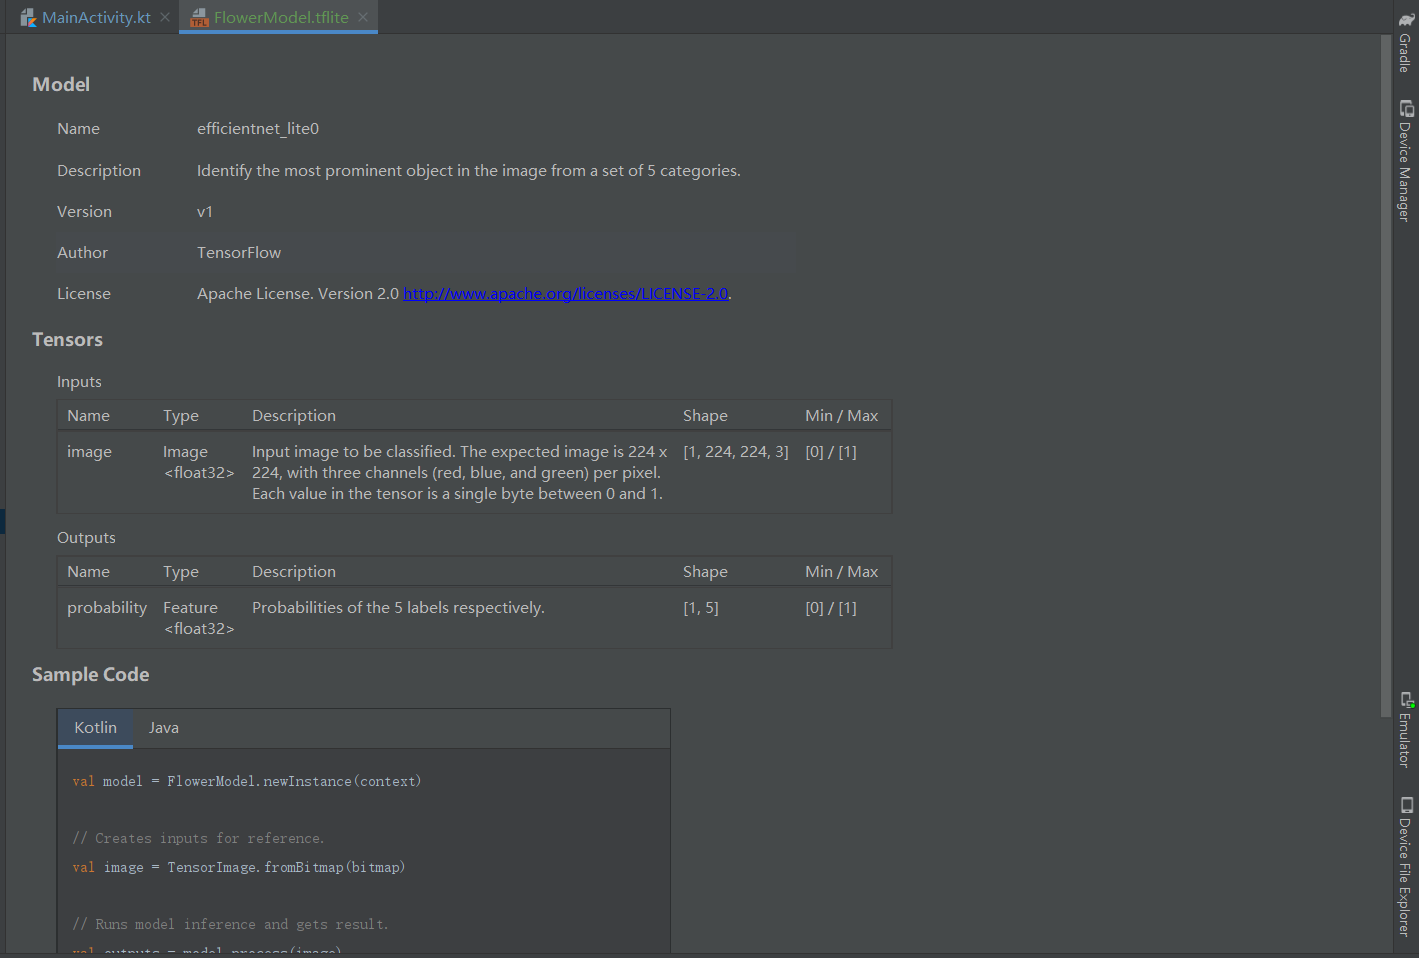 MainActivity.kt
FlowerModel.tflite
Model
Name efficientnet_lite0
Description Identify the most prominent object in the image from a set of 5 categories.
Version v1
Author TensorFlow
License Apache License. Version 2.0 http://www.apache.org/licenses/LICENSE-2.0.
Tensors
Inputs
Name Type Description Shape Min / Max
image Image Input image to be classified. The expected image is 224 x [1, 224, 224, 3] [0] / [1]
<float32> 224, with three channels (red, blue, and green) per pixel.
Each value in the tensor is a single byte between 0 and 1.
Outputs
Name Type Description Shape Min / Max
probability Feature Probabilities of the 5 labels respectively. [1, 5] [0] / [1]
<float32>
Sample Code
Kotlin Java
val model = FlowerModel.newInstance(context)
// Creates inputs for reference.
val image = TensorImage.fromBitmap(bitmap)
// Runs model inference and gets result.
val outputs = model.process(image)
Gradle
Device Manager
Emulator
Device File Explorer
TFL